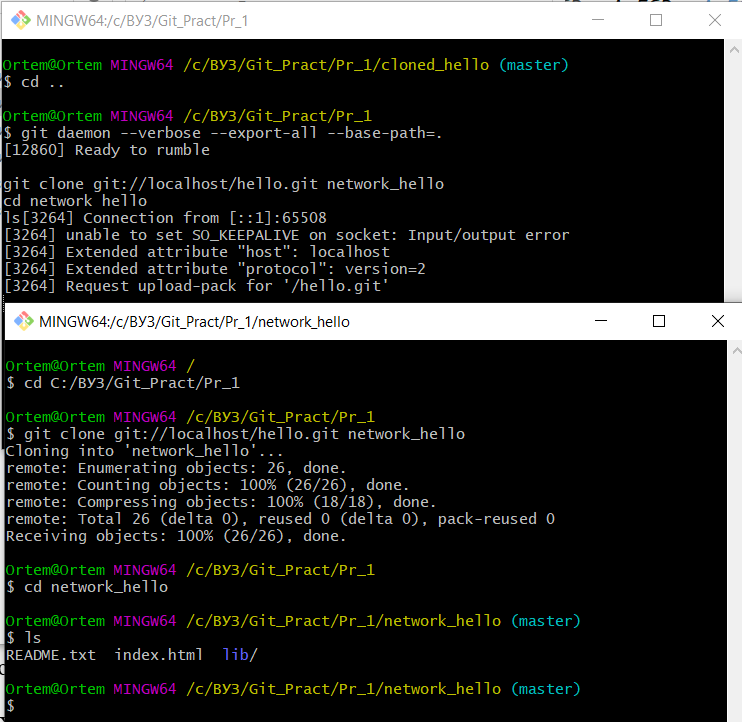 MINGW64:/c/ВУЗ/Git_Pract/Pr_1
Ortem@Ortem MINGW64 /c/ВУЗ/Git_Pract/Pr_1/cloned_hello (master)
$ cd ..
Ortem@Ortem MINGW64 /c/ВУЗ/Git_Pract/Pr_1
$ git daemon --verbose --export-all --base-path=.
[12860] Ready to rumble
git clone git://localhost/hello.git network_hello
cd network hello
ls[3264] Connection from [::1]:65508
[3264] unable to set SO_KEEPALIVE on socket: Input/output error
[3264] Extended attribute "host": localhost
[3264] Extended attribute "protocol": version=2
[3264] Request upload-pack for '/hello.git'
MINGW64:/c/ВУЗ/Git_Pract/Pr_1/network_hello
Ortem@Ortem MINGW64 /
$ cd C:/ВУЗ/Git_Pract/Pr_1
Ortem@Ortem MINGW64 /c/ВУЗ/Git_Pract/Pr_1
$ git clone git://localhost/hello.git network_hello
Cloning into 'network_hello'...
remote: Enumerating objects: 26, done.
remote: Counting objects: 100% (26/26), done.
remote: Compressing objects: 100% (18/18), done.
remote: Total 26 (delta 0), reused 0 (delta 0), pack-reused 0
Receiving objects: 100% (26/26), done.
Ortem@Ortem MINGW64 /c/ВУЗ/Git_Pract/Pr_1
$ cd network_hello
Ortem@Ortem MINGW64 /c/ВУЗ/Git_Pract/Pr_1/network_hello (master)
$ ls
README.txt  index.html  lib/
Ortem@Ortem MINGW64 /c/ВУЗ/Git_Pract/Pr_1/network_hello (master)
$